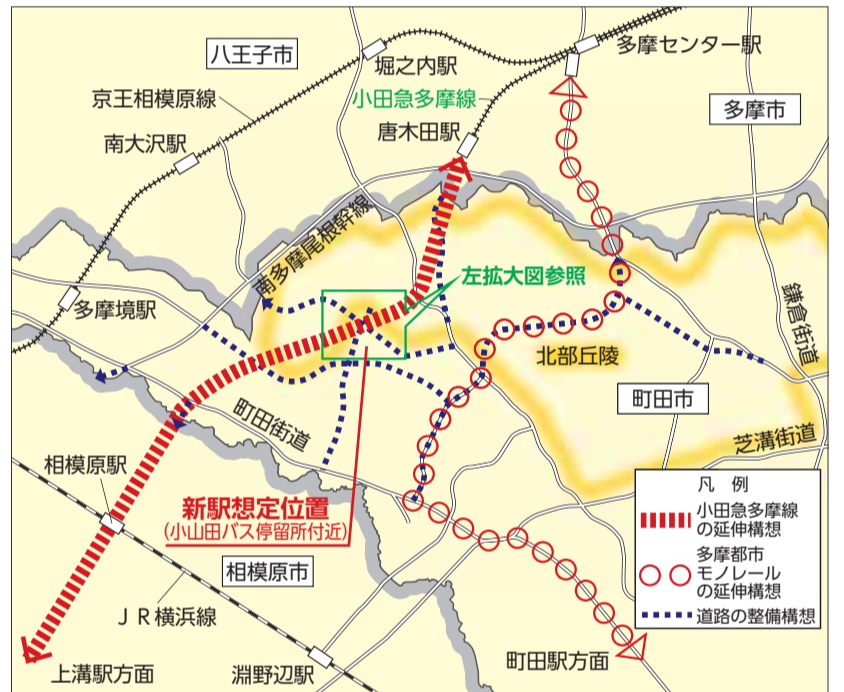 八王子市
多摩センター駅
堀之内駅
京王相模原線
小田急多摩線
多摩市
唐木田駅
南大沢駅
南多摩尾根幹線
左拡大図参照
多摩境駅
鎌倉街道
北部丘陵
町田市
町田街道
芝溝街道
相模原駅
新駅想定位置
(小山田バス停留所付近)
相模原市
凡 例
小田急多摩線
の延伸構想
多摩都市
モノレール
の延伸構想
道路の整備構想
ＪＲ横浜線
上溝駅方面
淵野辺駅
町田駅方面